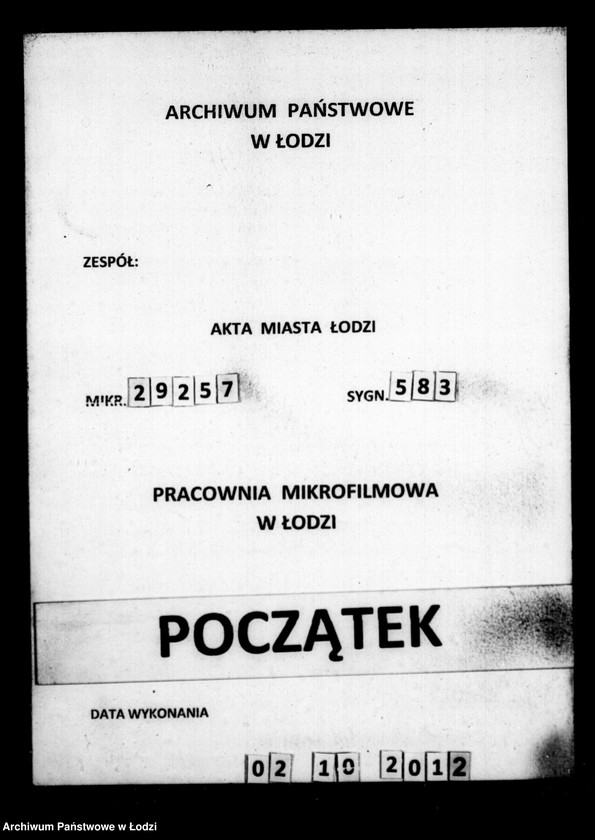 ARCHIWUM PAŃSTWOWE
W ŁODZI
ZESPÓŁ:
AKTA MIASTA ŁODZI
MIKR. 29257 SYGN. 583
PRACOWNIA MIKROFILMOWA
W ŁODZI
POCZĄTEK
DATA WYKONANIA
02 10 2012
Archiwum Państwowe w Łodzi